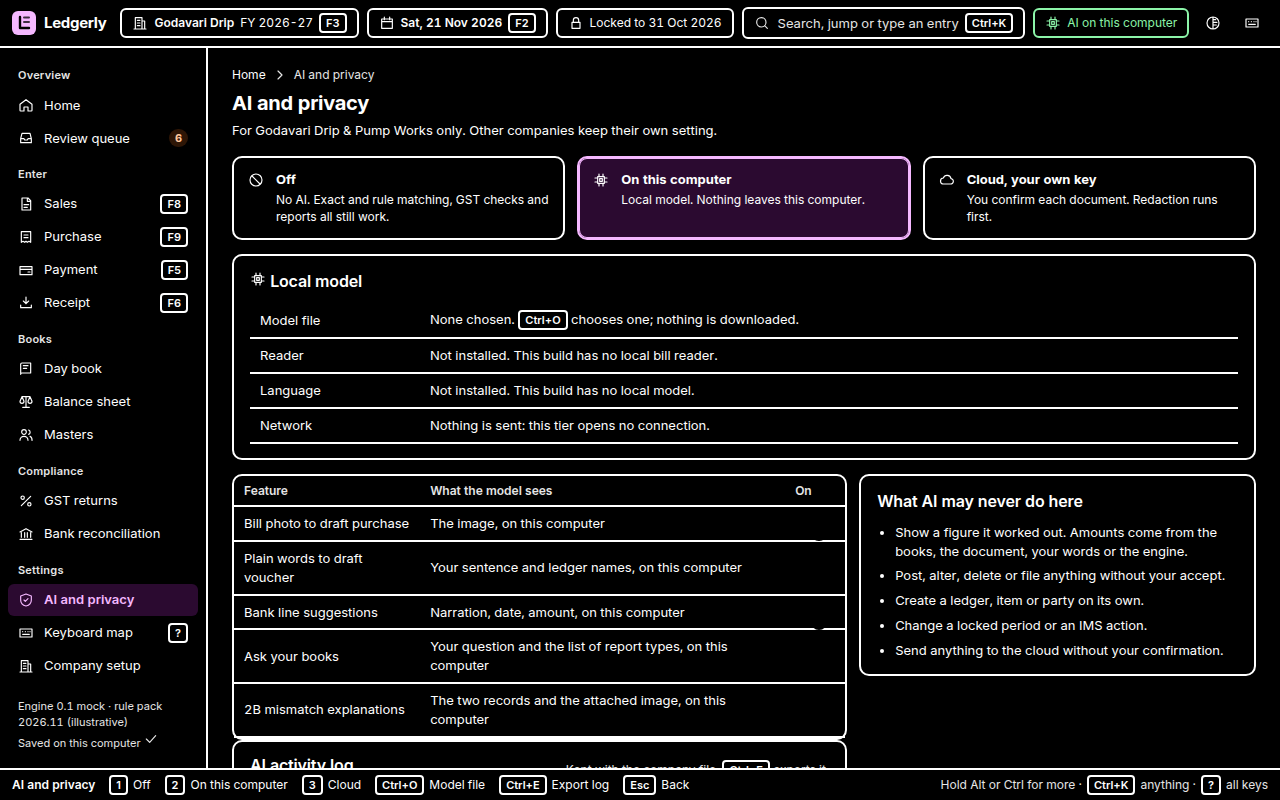 Ledgerly
Godavari Drip FY 2026-27 F3
Sat, 21 Nov 2026 F2
Locked to 31 Oct 2026
Search, jump or type an entry Ctrl+K
AI on this computer
Overview
Home
Review queue 6
Enter
Sales F8
Purchase F9
Payment F5
Receipt F6
Books
Day book
Balance sheet
Masters
Compliance
GST returns
Bank reconciliation
Settings
AI and privacy
Keyboard map ?
Company setup
Engine 0.1 mock · rule pack
2026.11 (illustrative)
Saved on this computer
Home > AI and privacy
AI and privacy
For Godavari Drip & Pump Works only. Other companies keep their own setting.
Off
No AI. Exact and rule matching, GST checks and
reports all still work.
On this computer
Local model. Nothing leaves this computer.
Cloud, your own key
You confirm each document. Redaction runs
first.
Local model
Model file None chosen. Ctrl+O chooses one; nothing is downloaded.
Reader Not installed. This build has no local bill reader.
Language Not installed. This build has no local model.
Network Nothing is sent: this tier opens no connection.
Feature What the model sees On
Bill photo to draft purchase The image, on this computer
Plain words to draft
voucher
Your sentence and ledger names, on this computer
Bank line suggestions Narration, date, amount, on this computer
Ask your books
Your question and the list of report types, on this
computer
2B mismatch explanations
The two records and the attached image, on this
computer
What AI may never do here
• Show a figure it worked out. Amounts come from the
books, the document, your words or the engine.
• Post, alter, delete or file anything without your accept.
• Create a ledger, item or party on its own.
• Change a locked period or an IMS action.
• Send anything to the cloud without your confirmation.
AI activity log Kept with the company file. Ctrl+E exports it.
AI and privacy 1 Off 2 On this computer 3 Cloud Ctrl+O Model file Ctrl+E Export log Esc Back
Hold Alt or Ctrl for more · Ctrl+K anything · ? all keys